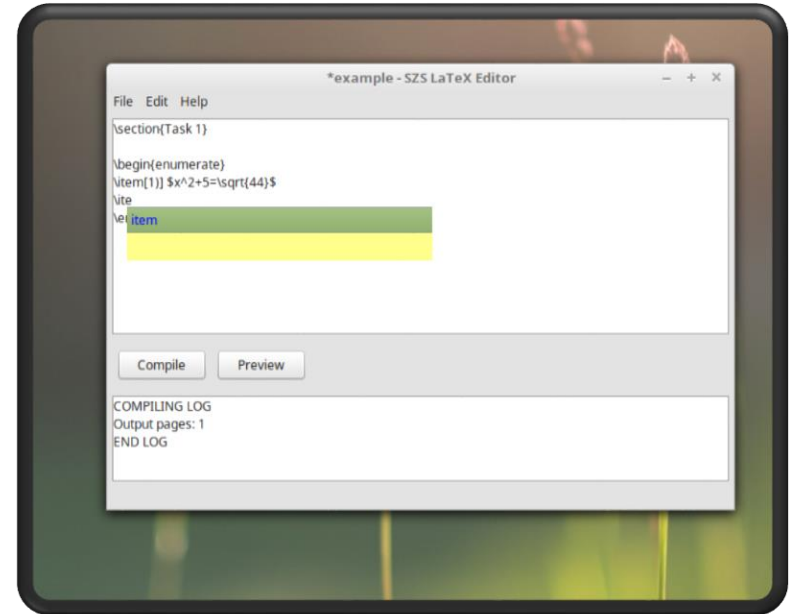 *example - SZS LaTeX Editor
File Edit Help
\section{Task 1}
\begin{enumerate}
\item[1)] $x^2+5=\sqrt{44}$
\ite
\e
item
Compile Preview
COMPILING LOG
Output pages: 1
END LOG